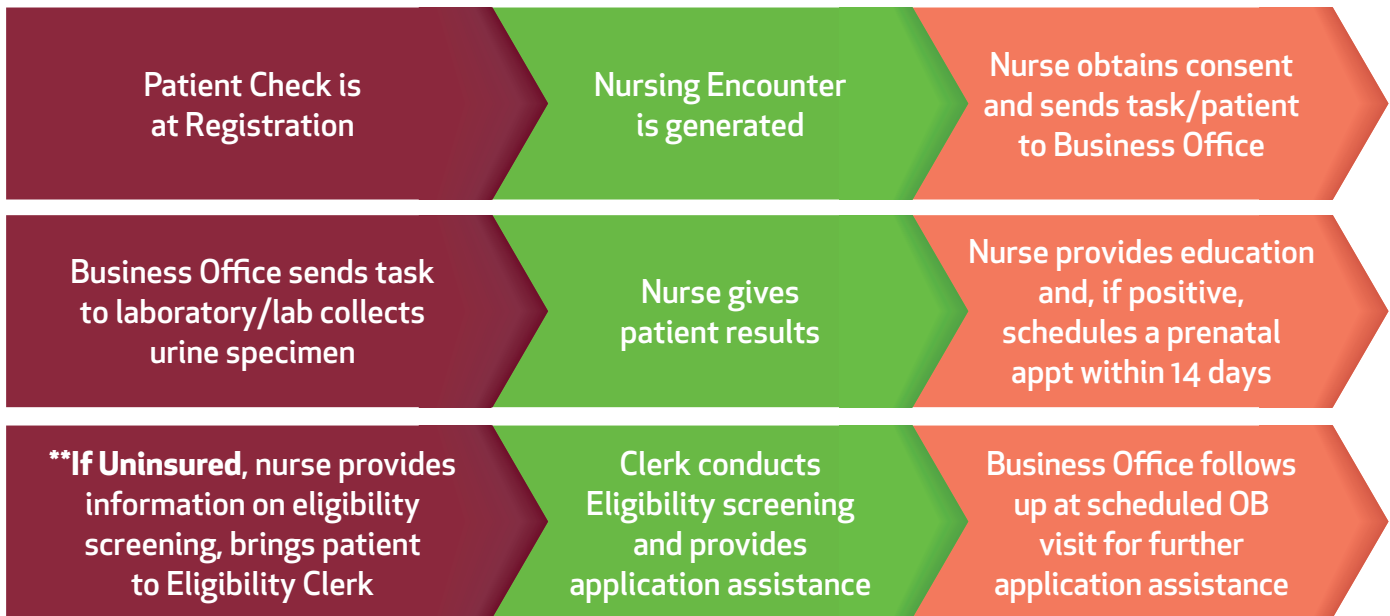 Patient Check is
at Registration
Nursing Encounter
is generated
Nurse obtains consent
and sends task/patient
to Business Office
Business Office sends task
to laboratory/lab collects
urine specimen
Nurse gives
patient results
Nurse provides education
and, if positive,
schedules a prenatal
appt within 14 days
**If Uninsured, nurse provides
information on eligibility
screening, brings patient
to Eligibility Clerk
Clerk conducts
Eligibility screening
and provides
application assistance
Business Office follows
up at scheduled OB
visit for further
application assistance